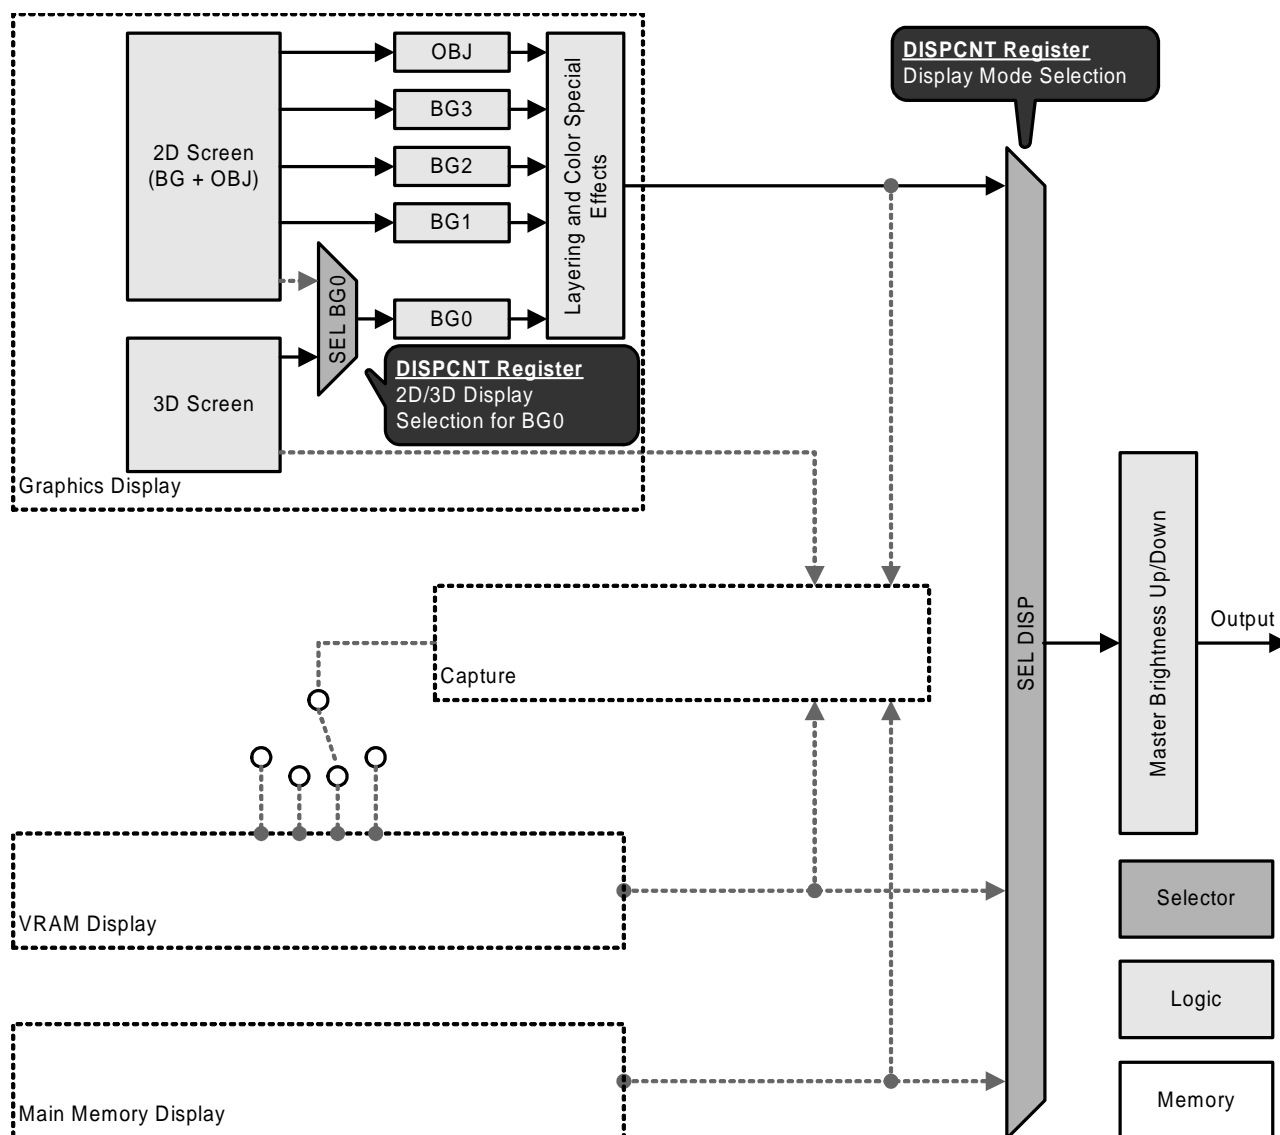 DISPCNT Register
Display Mode Selection
2D Screen
(BG + OBJ)
OBJ
BG3
BG2
BG1
BG0
SEL BG0
Layering and Color Special
Effects
3D Screen
DISPCNT Register
2D/3D Display
Selection for BG0
Graphics Display
Capture
SEL DISP
Master Brightness Up/Down
Output
VRAM Display
Main Memory Display
Selector
Logic
Memory